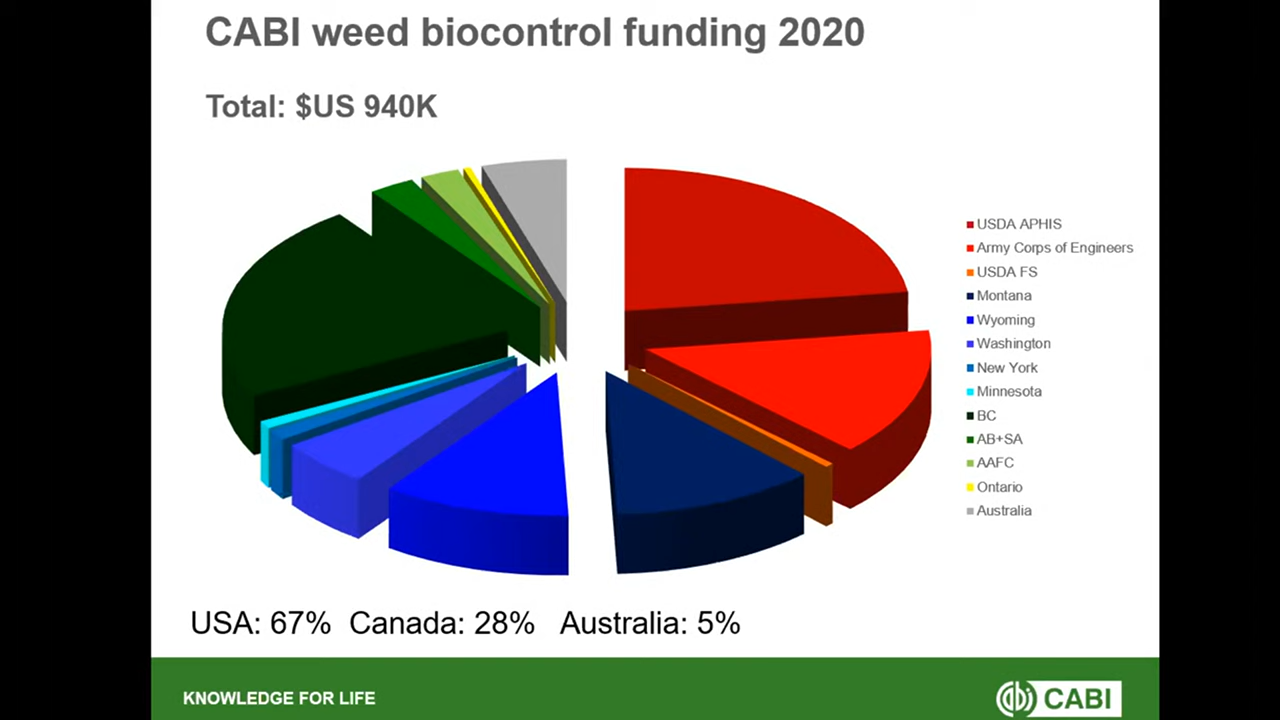 CABI weed biocontrol funding 2020
Total: $US 940K
USDA APHIS
Army Corps of Engineers
USDA FS
Montana
Wyoming
Washington
New York
Minnesota
BC
AB+SA
AAFC
Ontario
Australia
USA: 67% Canada: 28% Australia: 5%
KNOWLEDGE FOR LIFE
cabi CABI